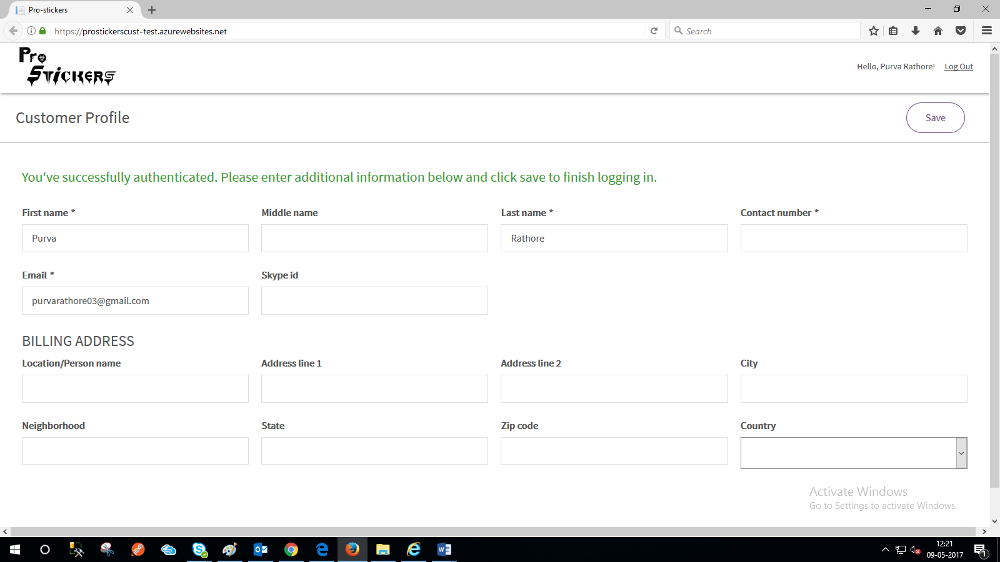 Pro-stickers
https://prostickerscust-test.azurewebsites.net
Search
Pro
Stickers
Hello, Purva Rathore! Log Out
Customer Profile
Save
You've successfully authenticated. Please enter additional information below and click save to finish logging in.
First name * Middle name Last name * Contact number *
Purva Rathore
Email * Skype id
purvarathore03@gmail.com
BILLING ADDRESS
Location/Person name Address line 1 Address line 2 City
Neighborhood State Zip code Country
Activate Windows
Go to Settings to activate Windows.
12:21
09-05-2017
1